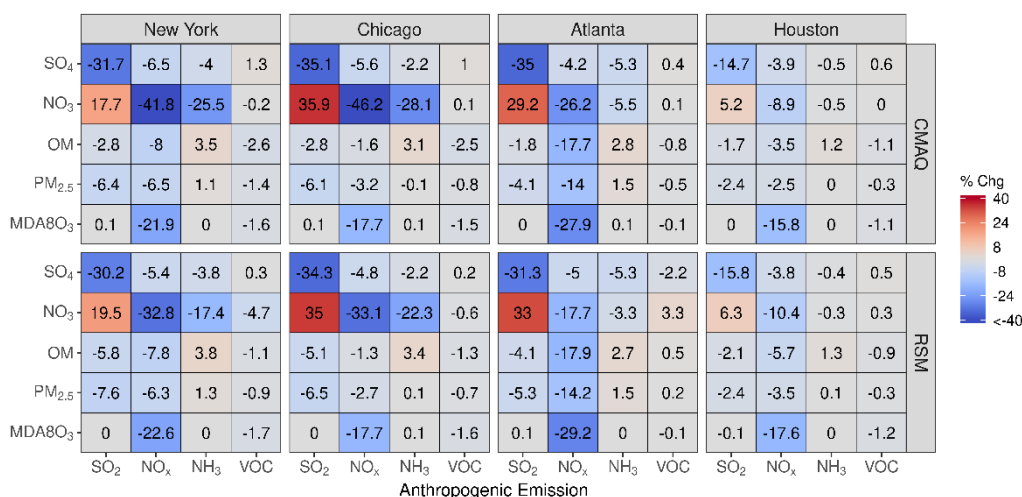 New York Chicago Atlanta Houston
SO4 -31.7 -6.5 -4 1.3 -35.1 -5.6 -2.2 1 -35 -4.2 -5.3 0.4 -14.7 -3.9 -0.5 0.6
NO3 17.7 -41.8 -25.5 -0.2 35.9 -46.2 -28.1 0.1 29.2 -26.2 -5.5 0.1 5.2 -8.9 -0.5 0
OM -2.8 -8 3.5 -2.6 -2.8 -1.6 3.1 -2.5 -1.8 -17.7 2.8 -0.8 -1.7 -3.5 1.2 -1.1
PM2.5 -6.4 -6.5 1.1 -1.4 -6.1 -3.2 -0.1 -0.8 -4.1 -14 1.5 -0.5 -2.4 -2.5 0 -0.3
MDA8O3 0.1 -21.9 0 -1.6 0.1 -17.7 0 -1.5 0 -27.9 0.1 -0.1 0 -15.8 0 -1.1
CMAQ
SO4 -30.2 -5.4 -3.8 0.3 -34.3 -4.8 -2.2 0.2 -31.3 -5 -5.3 -2.2 -15.8 -3.8 -0.4 0.5
NO3 19.5 -32.8 -17.4 -4.7 35 -33.1 -22.3 -0.6 33 -17.7 -3.3 3.3 6.3 -10.4 -0.3 0.3
OM -5.8 -7.8 3.8 -1.1 -5.1 -1.3 3.4 -1.3 -4.1 -17.9 2.7 0.5 -2.1 -5.7 1.3 -0.9
PM2.5 -7.6 -6.3 1.3 -0.9 -6.5 -2.7 0.1 -0.7 -5.3 -14.2 1.5 0.2 -2.4 -3.5 0.1 -0.3
MDA8O3 0 -22.6 0 -1.7 0 -17.7 0 -1.6 0.1 -29.2 0 -0.1 -0.1 -17.6 0 -1.2
RSM
SO2 NOx NH3 VOC SO2 NOx NH3 VOC SO2 NOx NH3 VOC SO2 NOx NH3 VOC
Anthropogenic Emission
% Chg
40
24
8
-8
-24
<-40